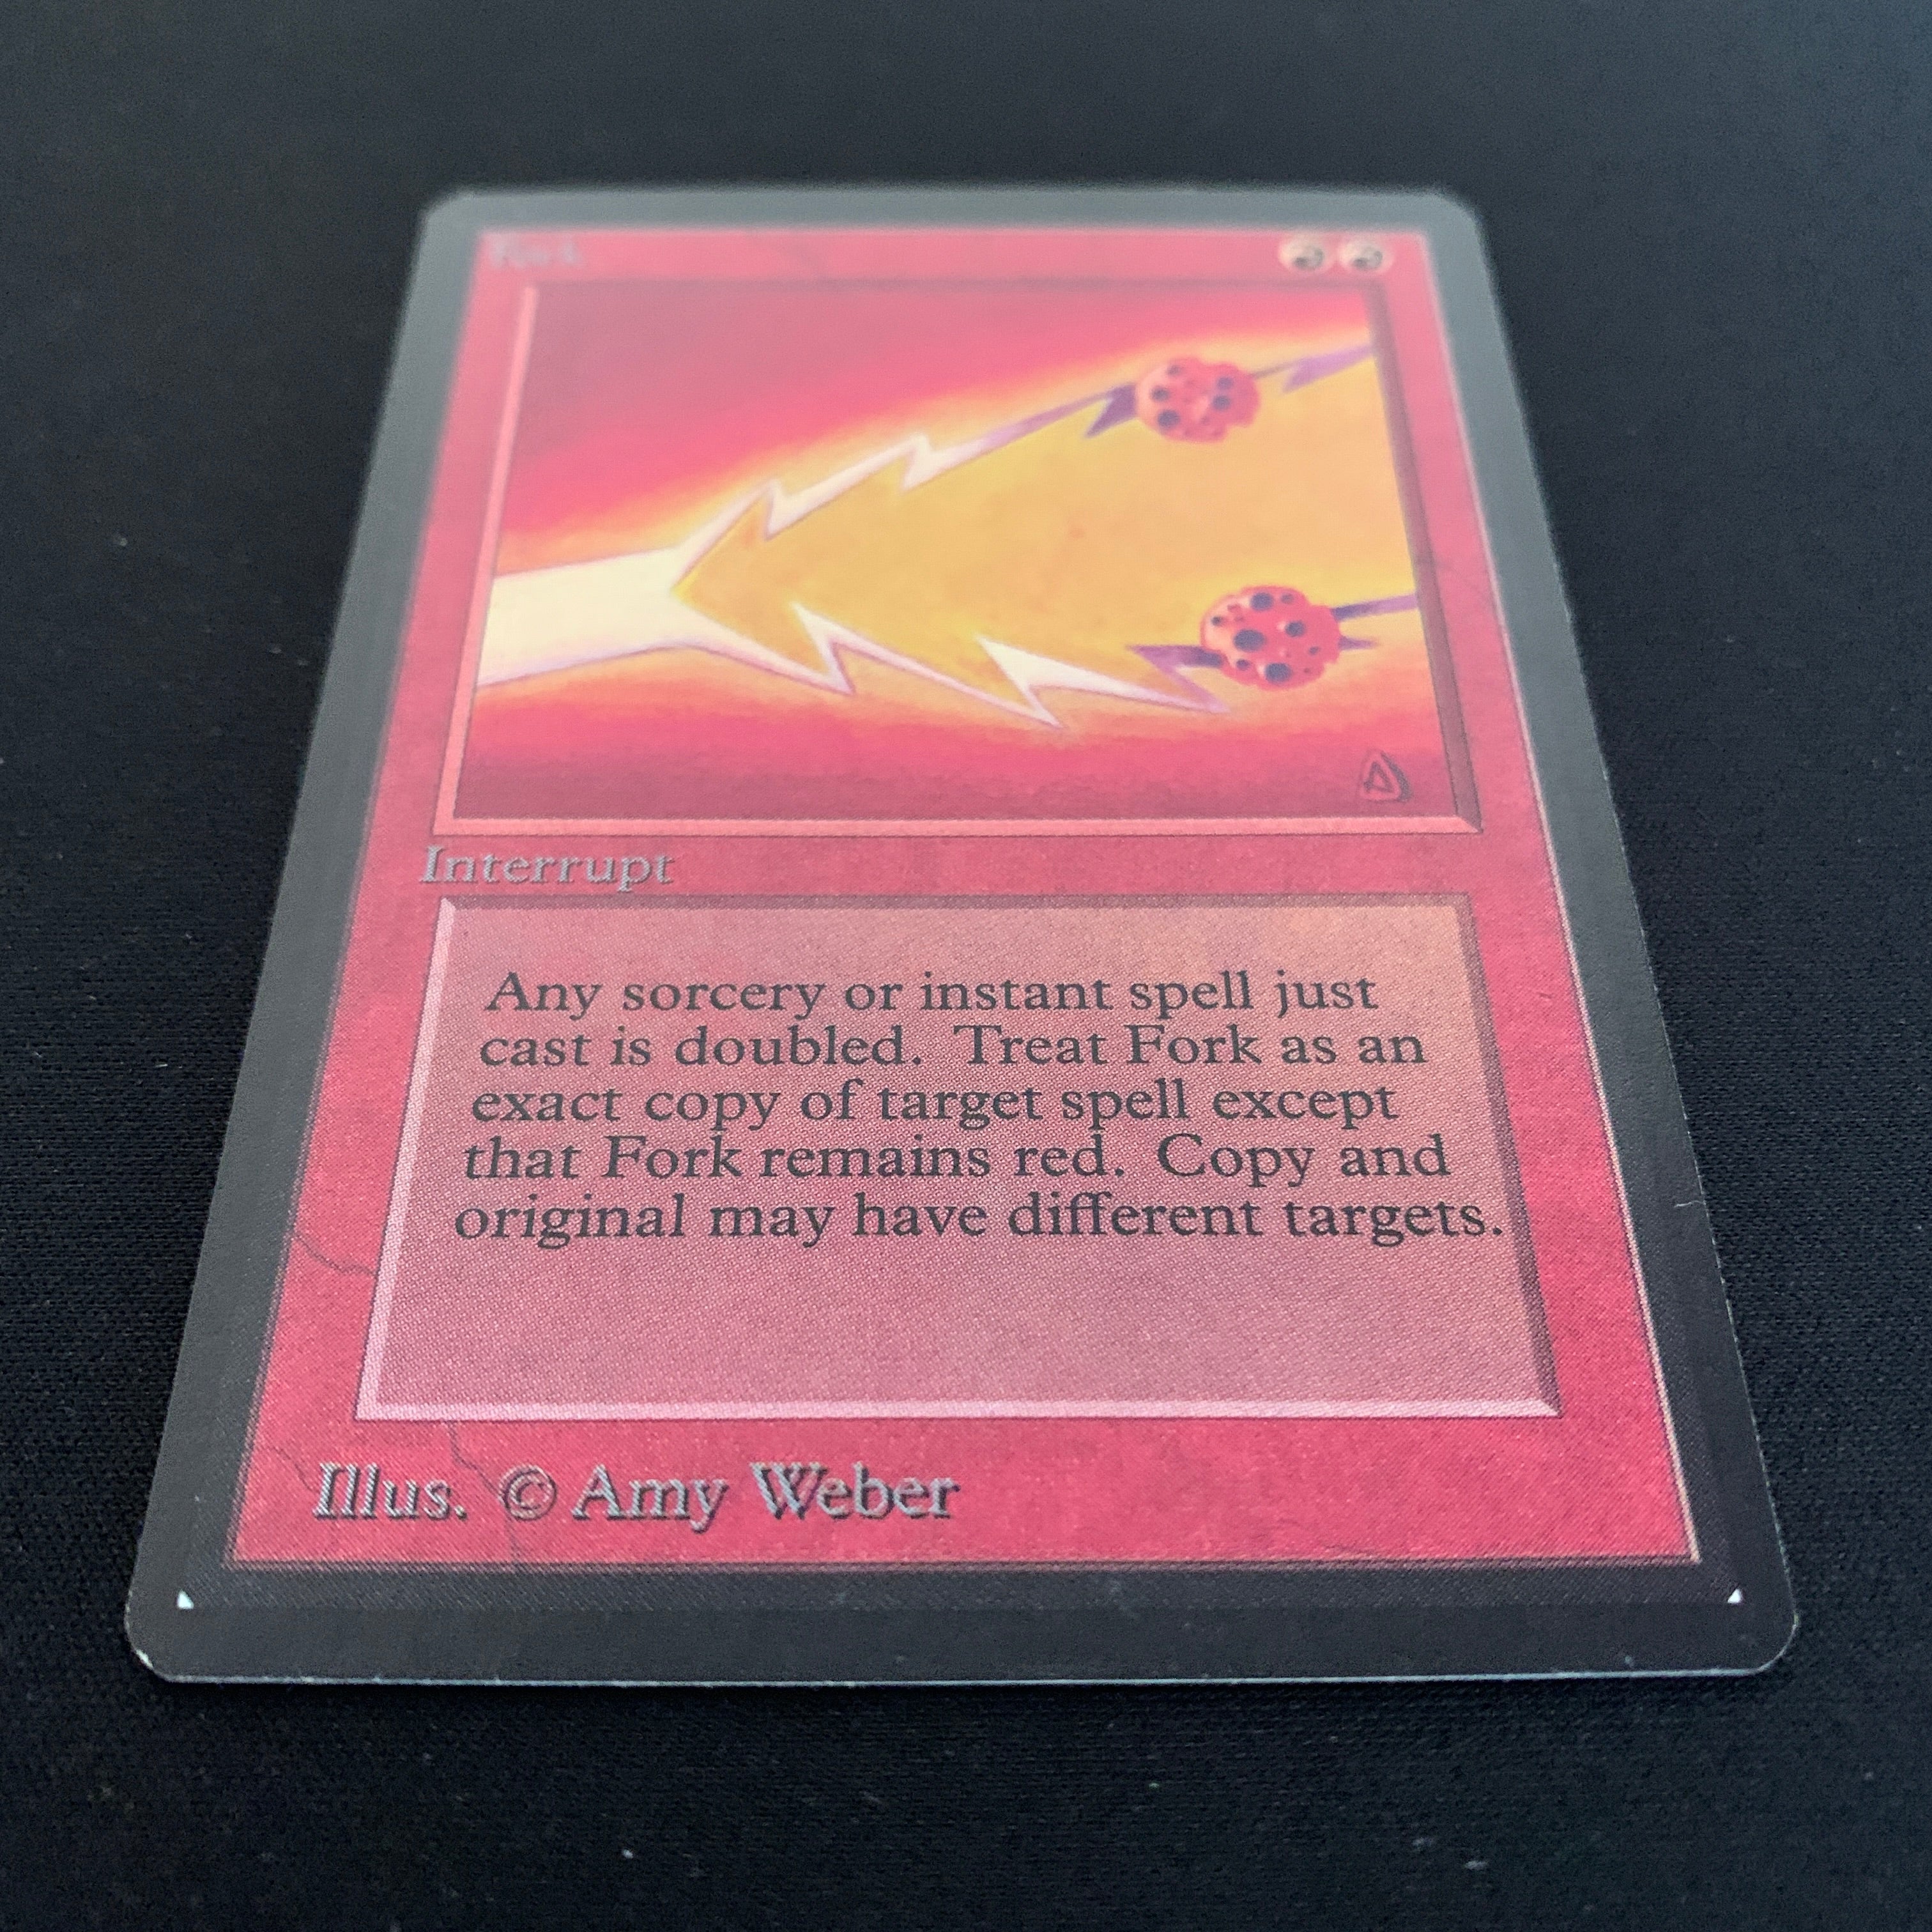 Fork
Interrupt
Any sorcery or instant spell just
cast is doubled. Treat Fork as an
exact copy of target spell except
that Fork remains red. Copy and
original may have different targets.
Illus. © Amy Weber